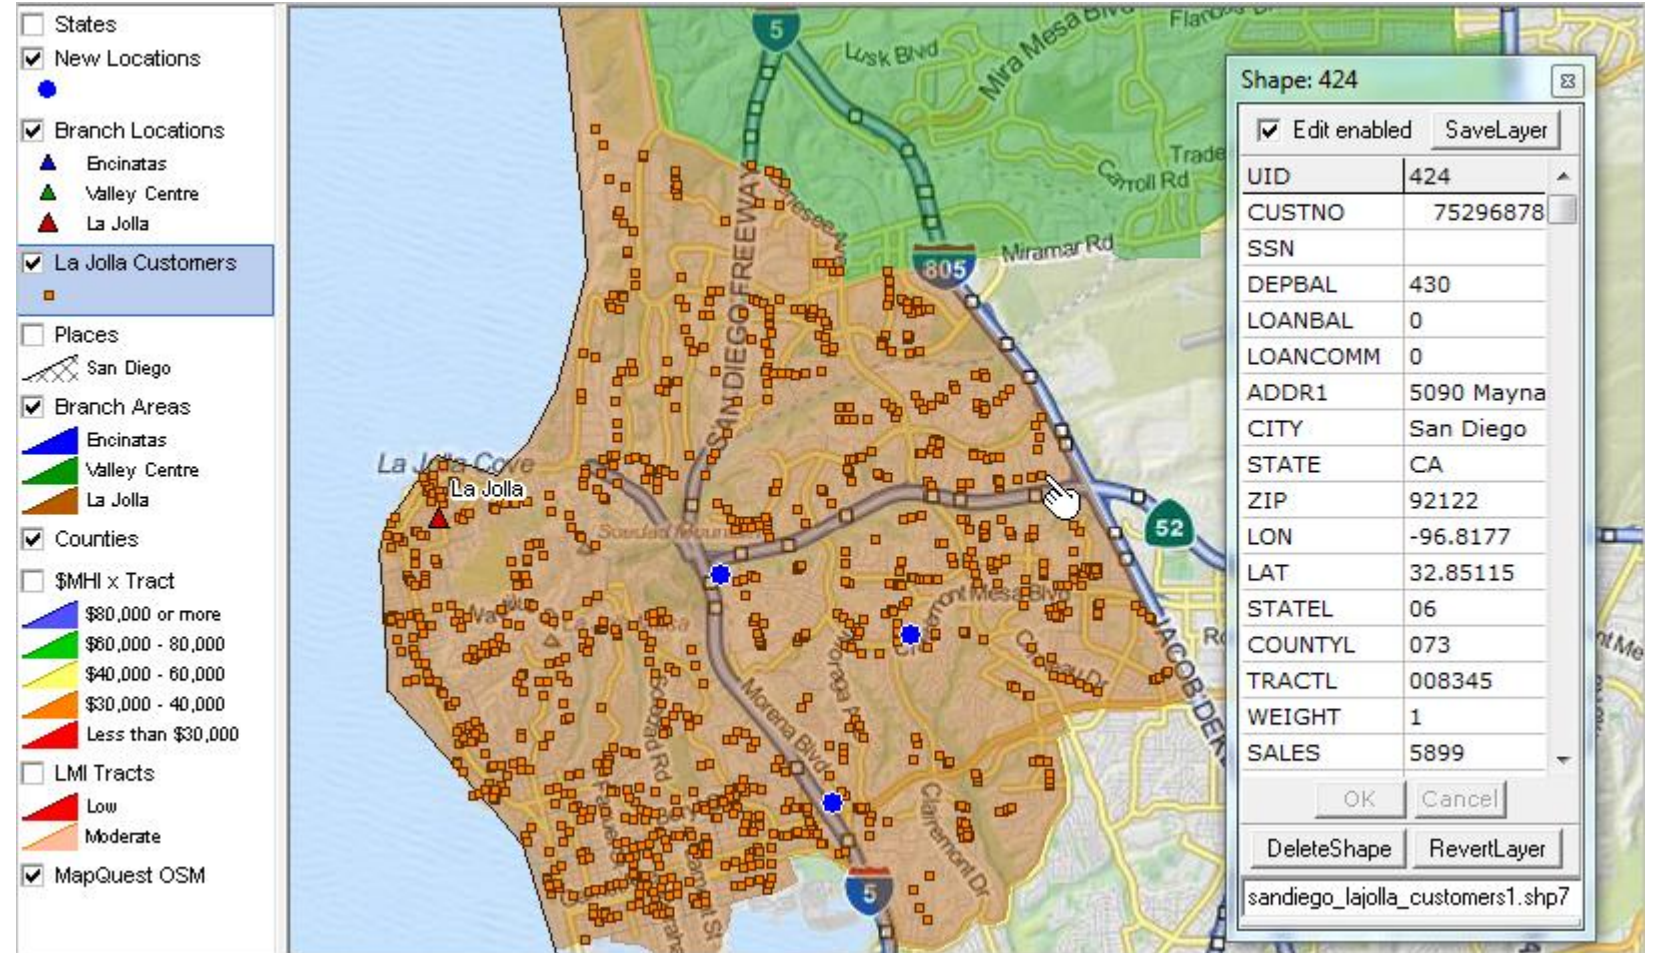 States
New Locations
Branch Locations
Encinatas
Valley Centre
La Jolla
La Jolla Customers
Places
San Diego
Branch Areas
Encinatas
Valley Centre
La Jolla
Counties
$MHI x Tract
$80,000 or more
$60,000 - 80,000
$40,000 - 60,000
$30,000 - 40,000
Less than $30,000
LMI Tracts
Low
Moderate
MapQuest OSM
5
Lusk Blvd
Mira Mesa Blvd
Carroll Rd
Trade
Miramar Rd
805
SAN DIEGO FREEWAY
La Jolla Cove
La Jolla
52
Morena Blvd
Clairemont Dr
5
Shape: 424
Edit enabled
SaveLayer
UID 424
CUSTNO 75296878
SSN
DEPBAL 430
LOANBAL 0
LOANCOMM 0
ADDR1 5090 Mayna
CITY San Diego
STATE CA
ZIP 92122
LON -96.8177
LAT 32.85115
STATEL 06
COUNTYL 073
TRACTL 008345
WEIGHT 1
SALES 5899
OK Cancel
DeleteShape RevertLayer
sandiego_lajolla_customers1.shp7